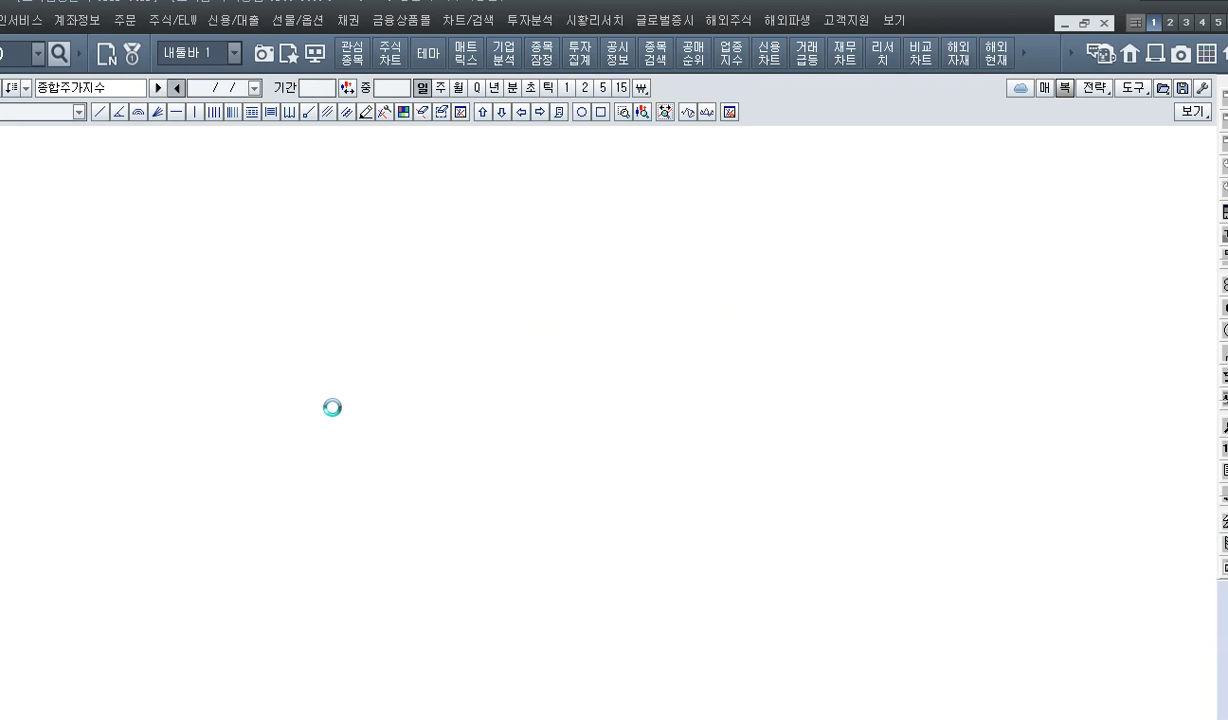 인서비스 계좌정보 주문 주식/ELW 신용/대출 선물/옵션 채권 금융상품몰 차트/검색 투자분석 시황리서치 글로벌증시 해외주식 해외파생 고객지원 보기
1 2 3 4 5
내툴바 1 관심 주식 테마 매트 기업 종목 투자 공시 종목 공매 업종 신용 거래 재무 리서 비교 해외 해외
종목 차트 릭스 분석 잠정 집계 정보 검색 순위 지수 차트 급등 차트 치 차트 자재 현재
종합주가지수 / / 기간 중 일 주 월 Q 년 분 초 틱 1 2 5 15 ₩ 매 복 전략 도구
보기